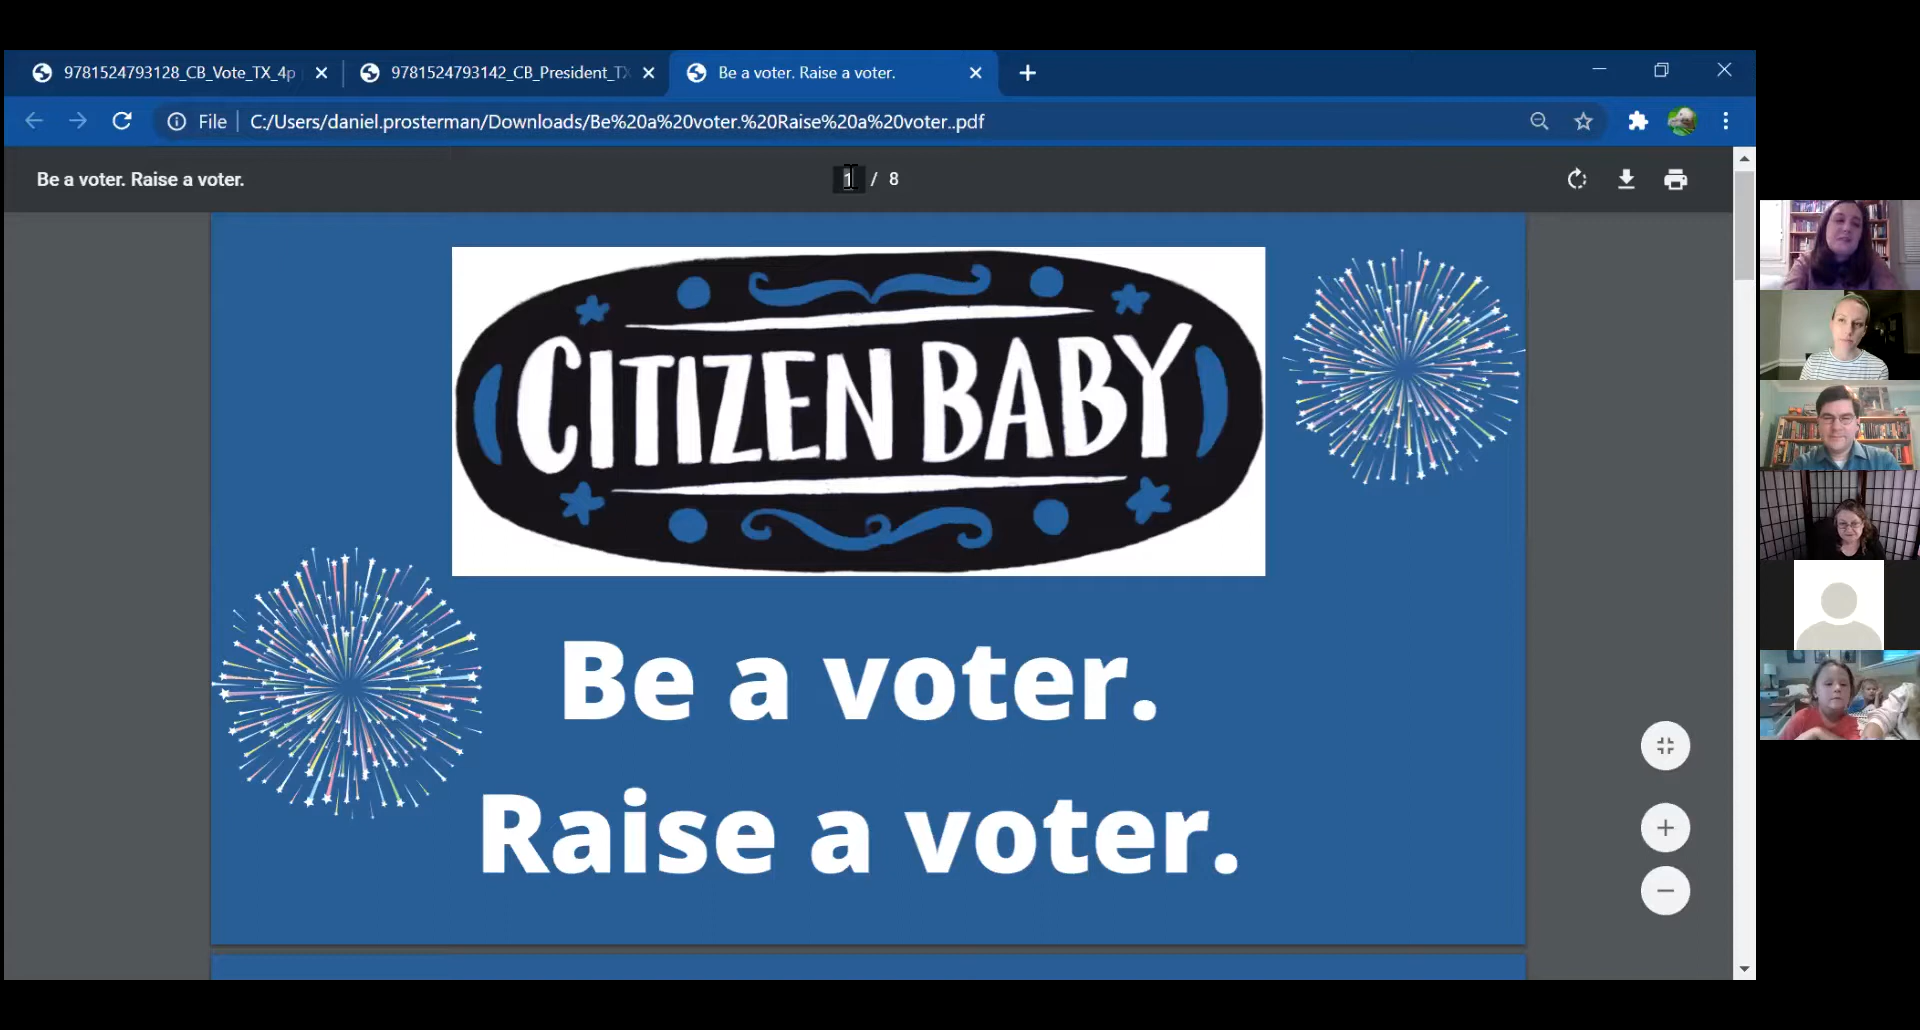 9781524793128_CB_Vote_TX_4p
9781524793142_CB_President_TX
Be a voter. Raise a voter.
File
C:/Users/daniel.prosterman/Downloads/Be%20a%20voter.%20Raise%20a%20voter..pdf
Be a voter. Raise a voter.
1 / 8
CITIZEN BABY
Be a voter.
Raise a voter.